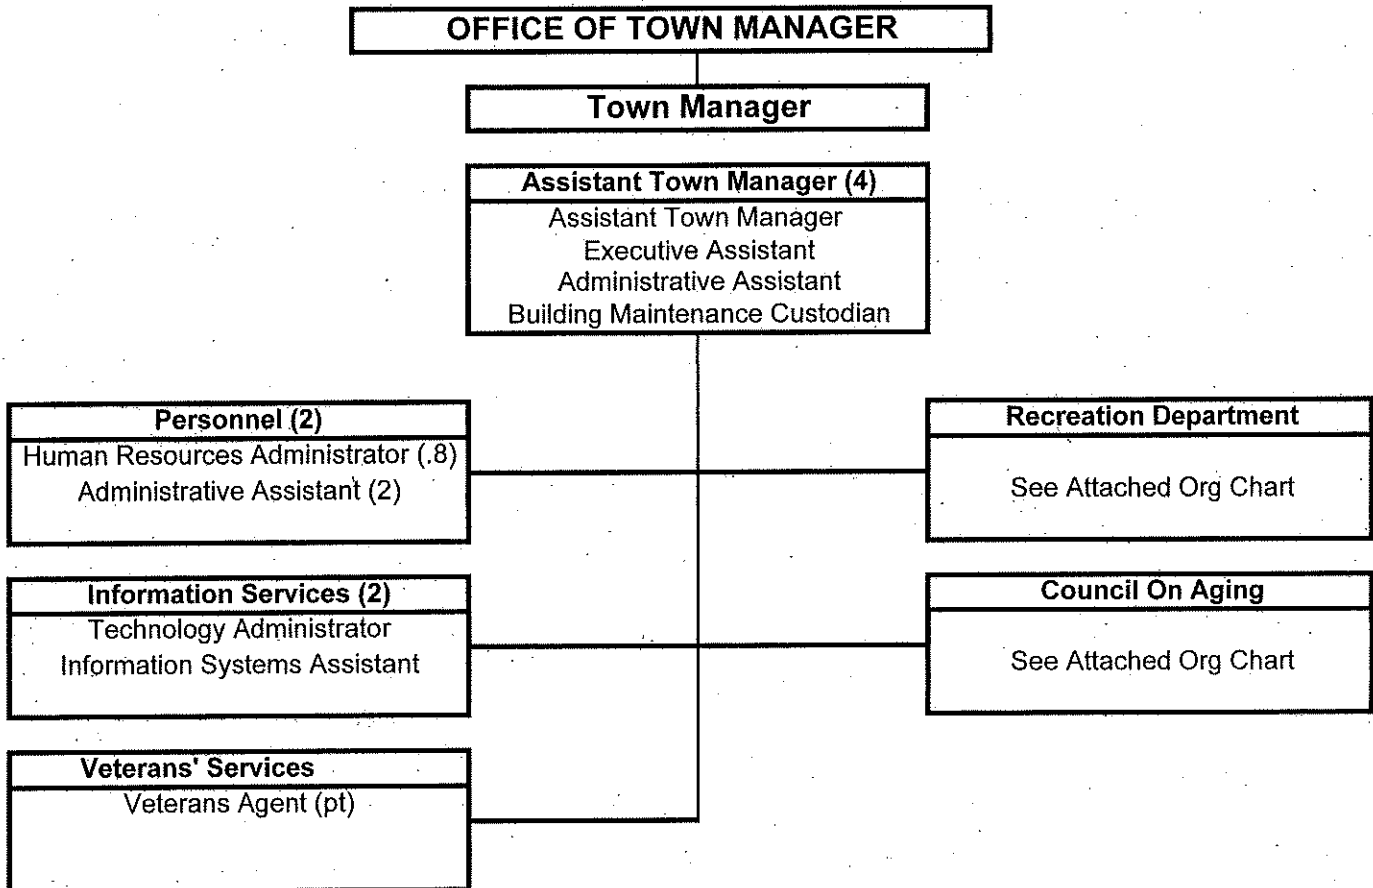 OFFICE OF TOWN MANAGER
Town Manager
Assistant Town Manager (4)
Assistant Town Manager
Executive Assistant
Administrative Assistant
Building Maintenance Custodian
Personnel (2)
Human Resources Administrator (.8)
Administrative Assistant (2)
Recreation Department
See Attached Org Chart
Information Services (2)
Technology Administrator
Information Systems Assistant
Council On Aging
See Attached Org Chart
Veterans' Services
Veterans Agent (pt)